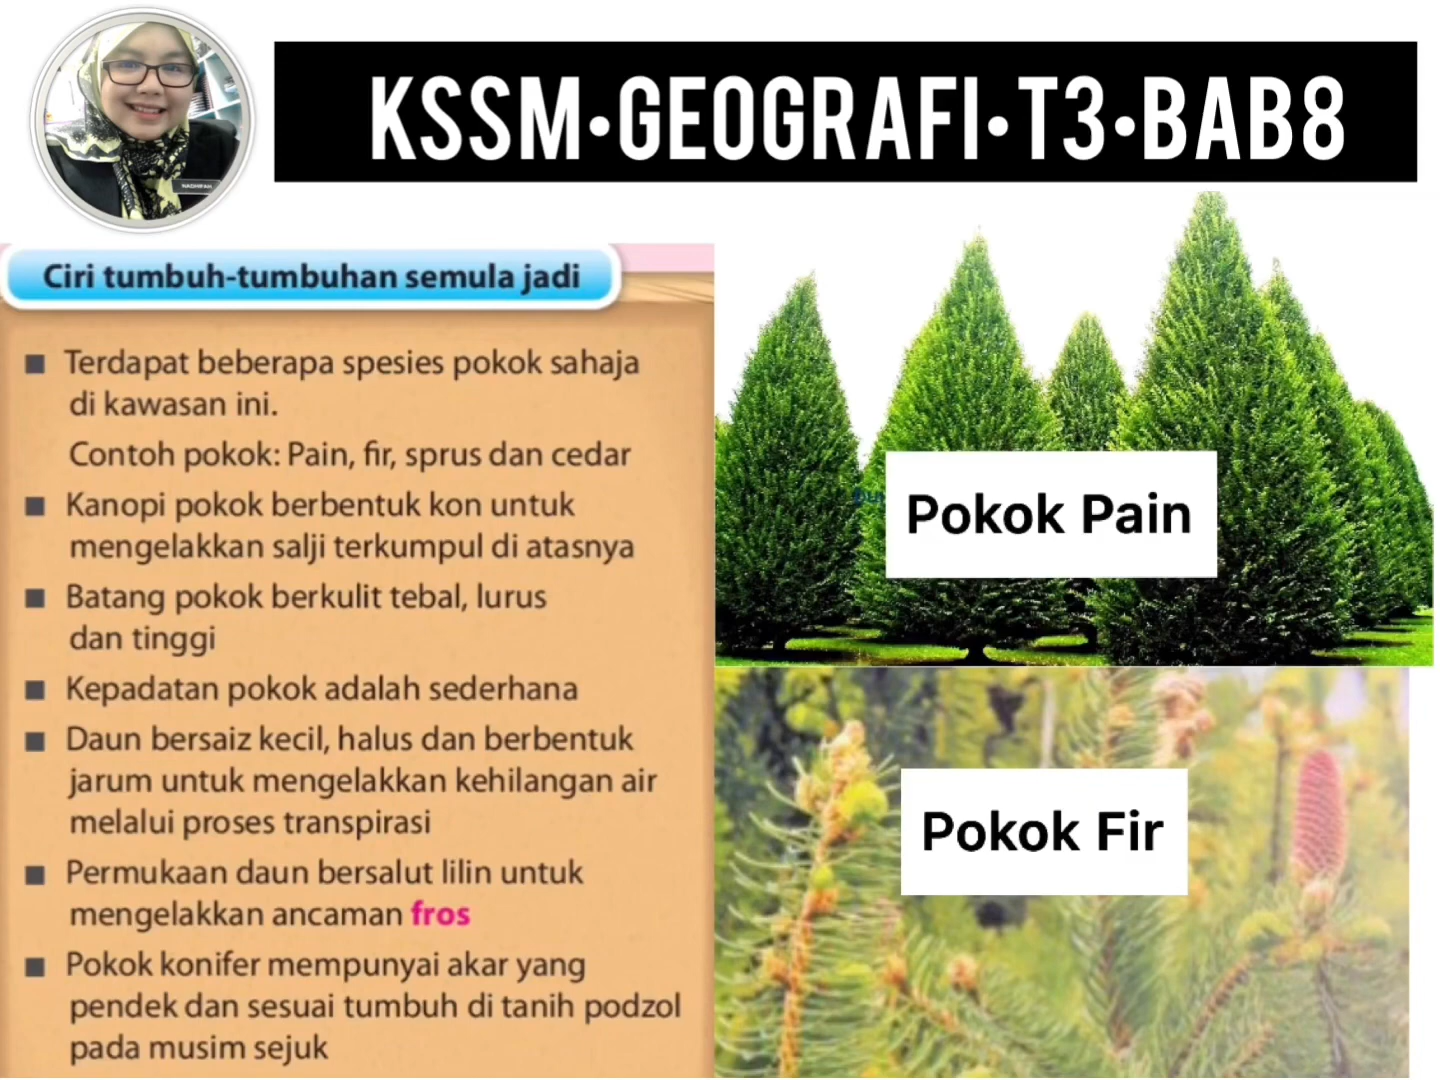 KSSM•GEOGRAFI•T3•BAB8
NADHIRAH
Ciri tumbuh-tumbuhan semula jadi
■ Terdapat beberapa spesies pokok sahaja
di kawasan ini.
Contoh pokok: Pain, fir, sprus dan cedar
■ Kanopi pokok berbentuk kon untuk
mengelakkan salji terkumpul di atasnya
■ Batang pokok berkulit tebal, lurus
dan tinggi
■ Kepadatan pokok adalah sederhana
■ Daun bersaiz kecil, halus dan berbentuk
jarum untuk mengelakkan kehilangan air
melalui proses transpirasi
■ Permukaan daun bersalut lilin untuk
mengelakkan ancaman fros
■ Pokok konifer mempunyai akar yang
pendek dan sesuai tumbuh di tanih podzol
pada musim sejuk
Pokok Pain
Pokok Fir